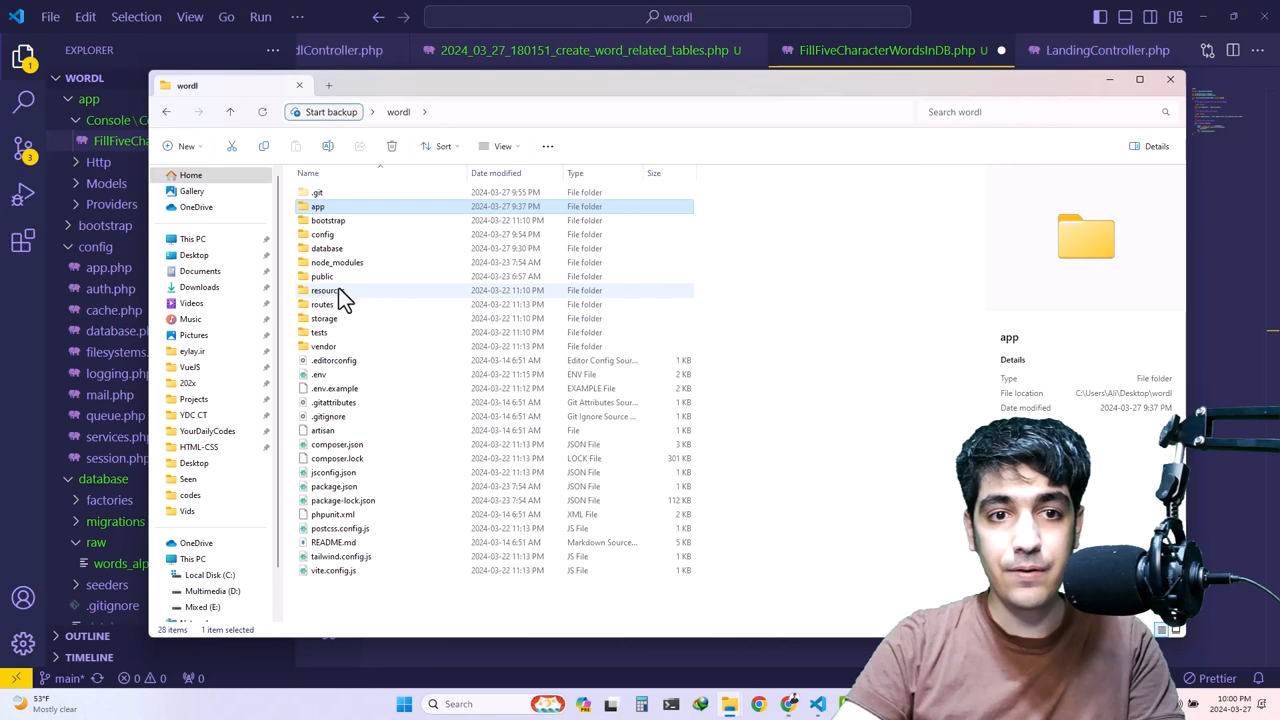 File Edit Selection View Go Run ··· wordl
EXPLORER ···
dlController.php 2024_03_27_180151_create_word_related_tables.php U FillFiveCharacterWordsInDB.php U LandingController.php
WORDL
app
Console \ C
FillFiveCha
Http
Models
Providers
bootstrap
config
app.php
auth.php
cache.php
database.
filesystems.
logging.php
mail.php
queue.php
services.php
session.php
database
factories
migrations
raw
words_alp
seeders
.gitignore
OUTLINE
TIMELINE
main* 0 0 0 Prettier
wordl
Start backup > wordl Search wordl
New Sort View ··· Details
Home
Gallery
OneDrive
This PC
Desktop
Documents
Downloads
Videos
Music
Pictures
eylay.ir
VueJS
202x
Projects
YDC CT
YourDailyCodes
HTML-CSS
Desktop
Seen
codes
Vids
OneDrive
This PC
Local Disk (C:)
Multimedia (D:)
Mixed (E:)
Name Date modified Type Size
.git 2024-03-27 9:55 PM File folder
app 2024-03-27 9:37 PM File folder
bootstrap 2024-03-22 11:10 PM File folder
config 2024-03-27 9:54 PM File folder
database 2024-03-27 9:30 PM File folder
node_modules 2024-03-23 7:54 AM File folder
public 2024-03-23 6:57 AM File folder
resourc 2024-03-22 11:10 PM File folder
routes 2024-03-22 11:13 PM File folder
storage 2024-03-22 11:10 PM File folder
tests 2024-03-22 11:13 PM File folder
vendor 2024-03-22 11:13 PM File folder
.editorconfig 2024-03-14 6:51 AM Editor Config Sour... 1 KB
.env 2024-03-22 11:15 PM ENV File 2 KB
.env.example 2024-03-22 11:12 PM EXAMPLE File 2 KB
.gitattributes 2024-03-14 6:51 AM Git Attributes Sour... 1 KB
.gitignore 2024-03-14 6:51 AM Git Ignore Source ... 1 KB
artisan 2024-03-14 6:51 AM File 1 KB
composer.json 2024-03-22 11:13 PM JSON File 3 KB
composer.lock 2024-03-22 11:13 PM LOCK File 301 KB
jsconfig.json 2024-03-22 11:13 PM JSON File 1 KB
package.json 2024-03-23 7:54 AM JSON File 1 KB
package-lock.json 2024-03-23 7:54 AM JSON File 112 KB
phpunit.xml 2024-03-14 6:51 AM XML File 2 KB
postcss.config.js 2024-03-22 11:13 PM JS File 1 KB
README.md 2024-03-14 6:51 AM Markdown Source... 5 KB
tailwind.config.js 2024-03-22 11:13 PM JS File 1 KB
vite.config.js 2024-03-22 11:13 PM JS File 1 KB
app
Details
Type File folder
File location C:\Users\Ali\Desktop\wordl
Date modified 2024-03-27 9:37 PM
28 items 1 item selected
53°F
Mostly clear
Search
10:00 PM
2024-03-27